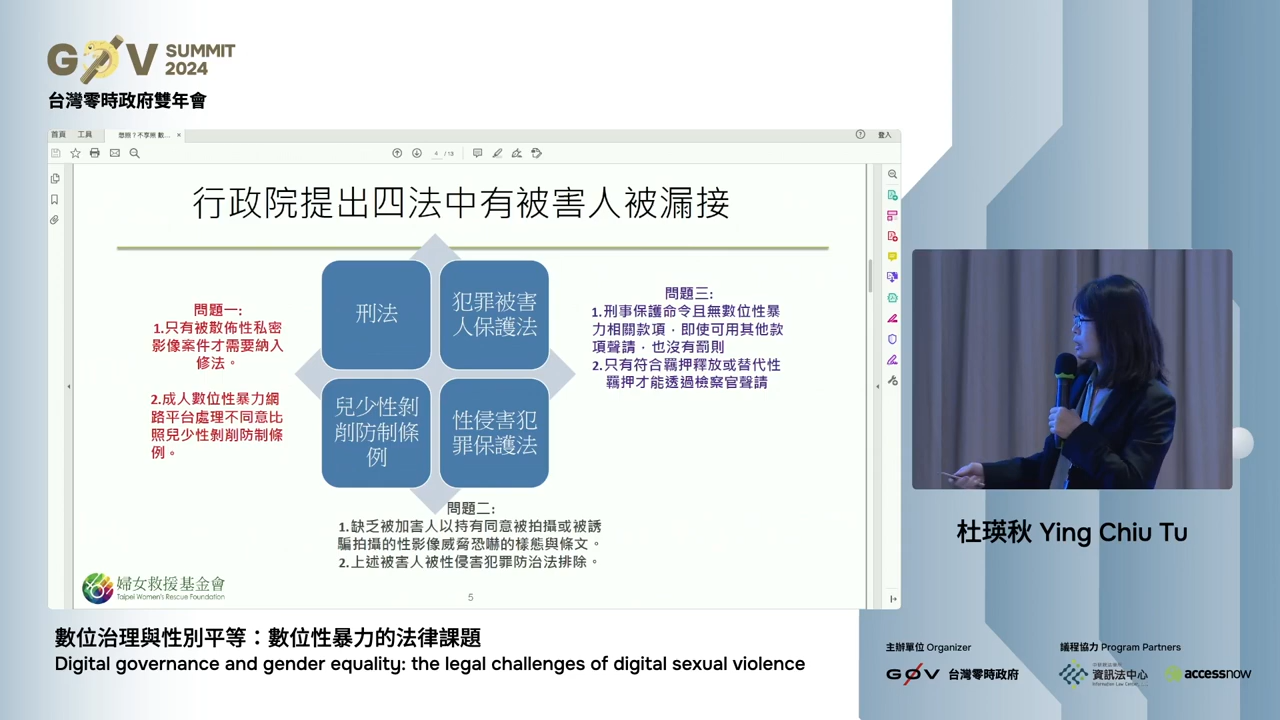 G0V SUMMIT 2024
台灣零時政府雙年會
首頁 工具 想照？不享照 數... × 登入
4 / 13
行政院提出四法中有被害人被漏接
問題一:
1.只有被散佈性私密
影像案件才需要納入
修法。
2.成人數位性暴力網
路平台處理不同意比
照兒少性剝削防制條
例。
刑法
犯罪被害
人保護法
兒少性剝
削防制條
例
性侵害犯
罪保護法
問題三:
1.刑事保護命令且無數位性暴
力相關款項，即使可用其他款
項聲請，也沒有罰則
2.只有符合羈押釋放或替代性
羈押才能透過檢察官聲請
問題二:
1.缺乏被加害人以持有同意被拍攝或被誘
騙拍攝的性影像威脅恐嚇的樣態與條文。
2.上述被害人被性侵害犯罪防治法排除。
婦女救援基金會
Taipei Women's Rescue Foundation
5
杜瑛秋 Ying Chiu Tu
數位治理與性別平等：數位性暴力的法律課題
Digital governance and gender equality: the legal challenges of digital sexual violence
主辦單位 Organizer
G0V 台灣零時政府
議程協力 Program Partners
資訊法中心
Information Law Center
accessnow